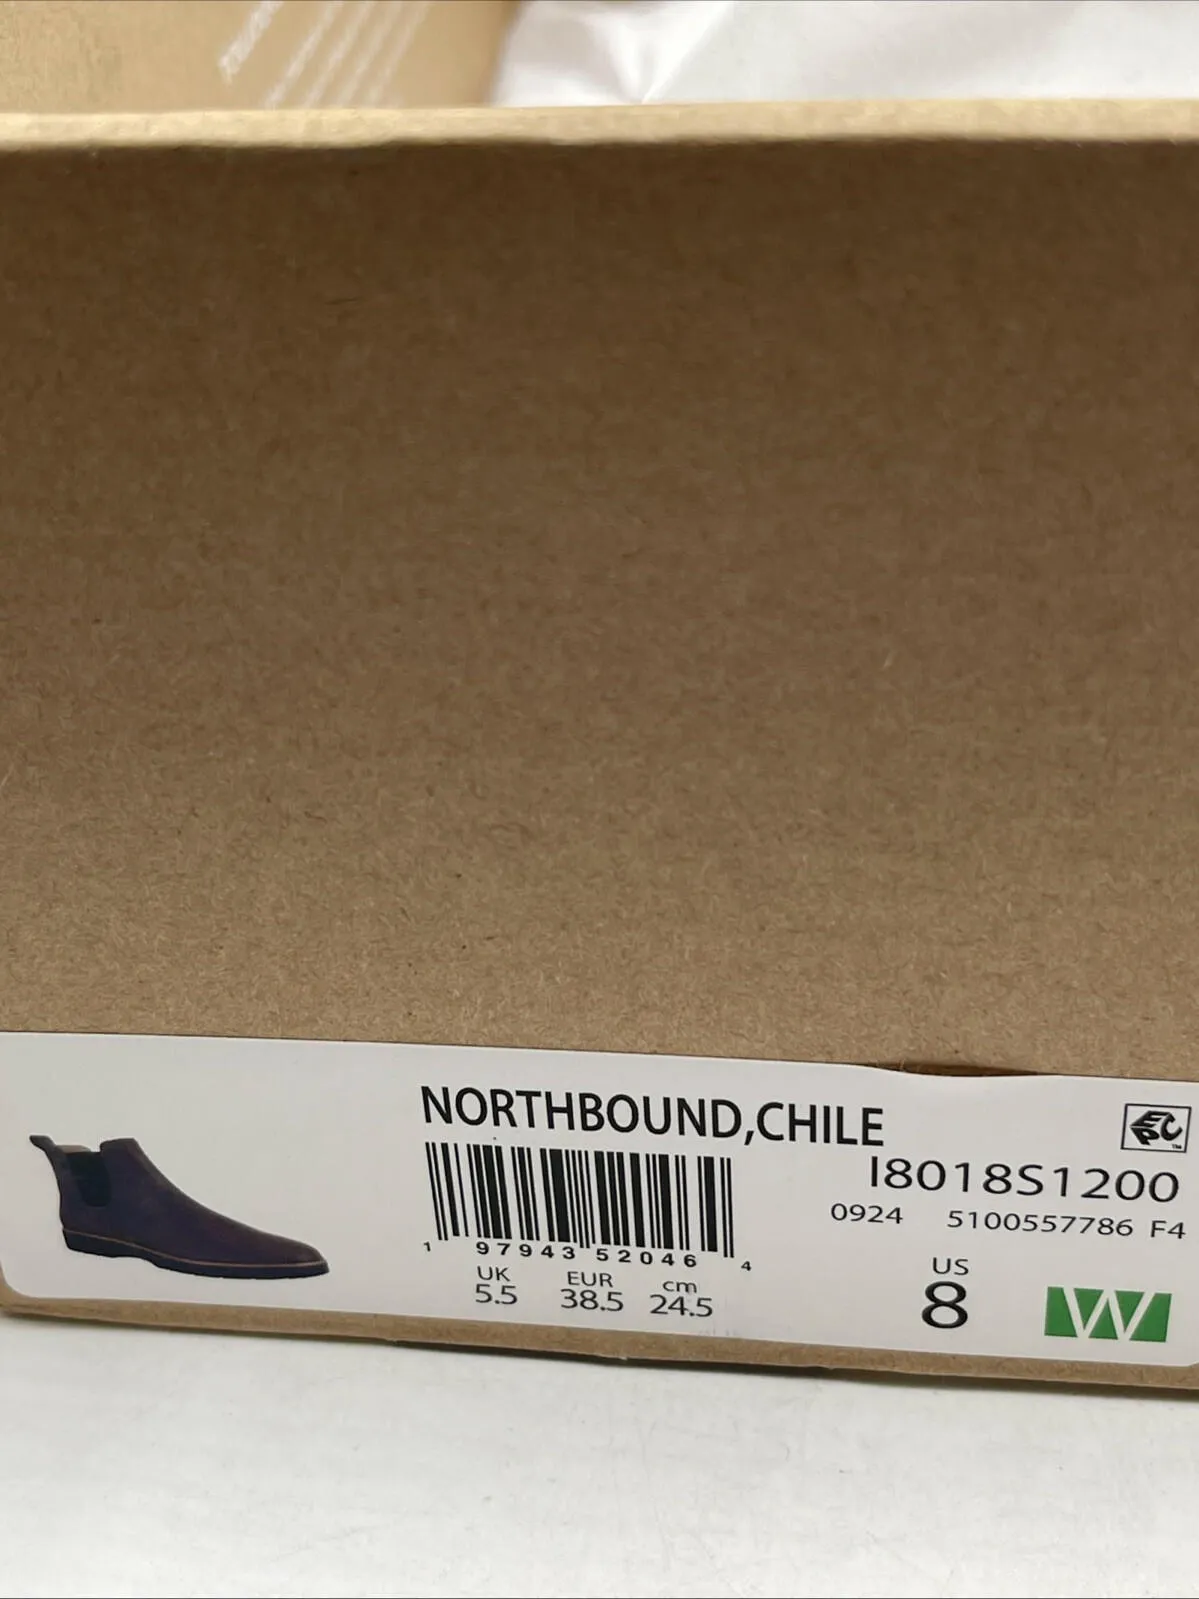 NORTHBOUND,CHILE
EPC™
I8018S1200
0924 5100557786 F4
1 97943 52046 4
UK EUR cm
5.5 38.5 24.5
US
8
W